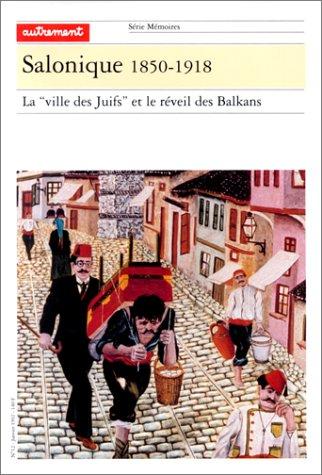 autrement
Série Mémoires
Salonique 1850-1918
La "ville des Juifs" et le réveil des Balkans